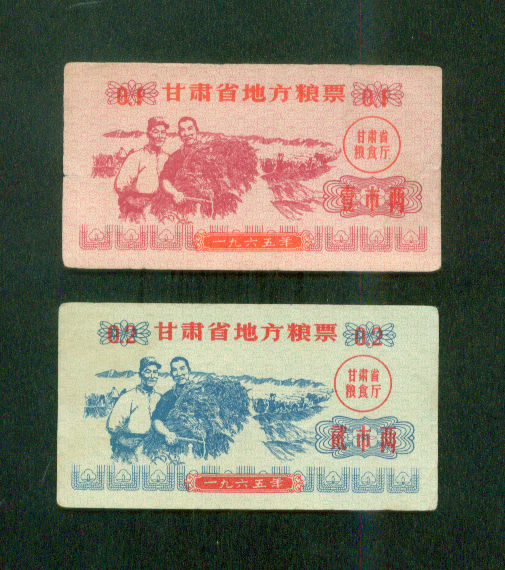 0.1 甘肃省地方粮票 0.1
甘肃省
粮食厅
壹市两
一九六五年
0.2 甘肃省地方粮票 0.2
甘肃省
粮食厅
贰市两
一九六五年